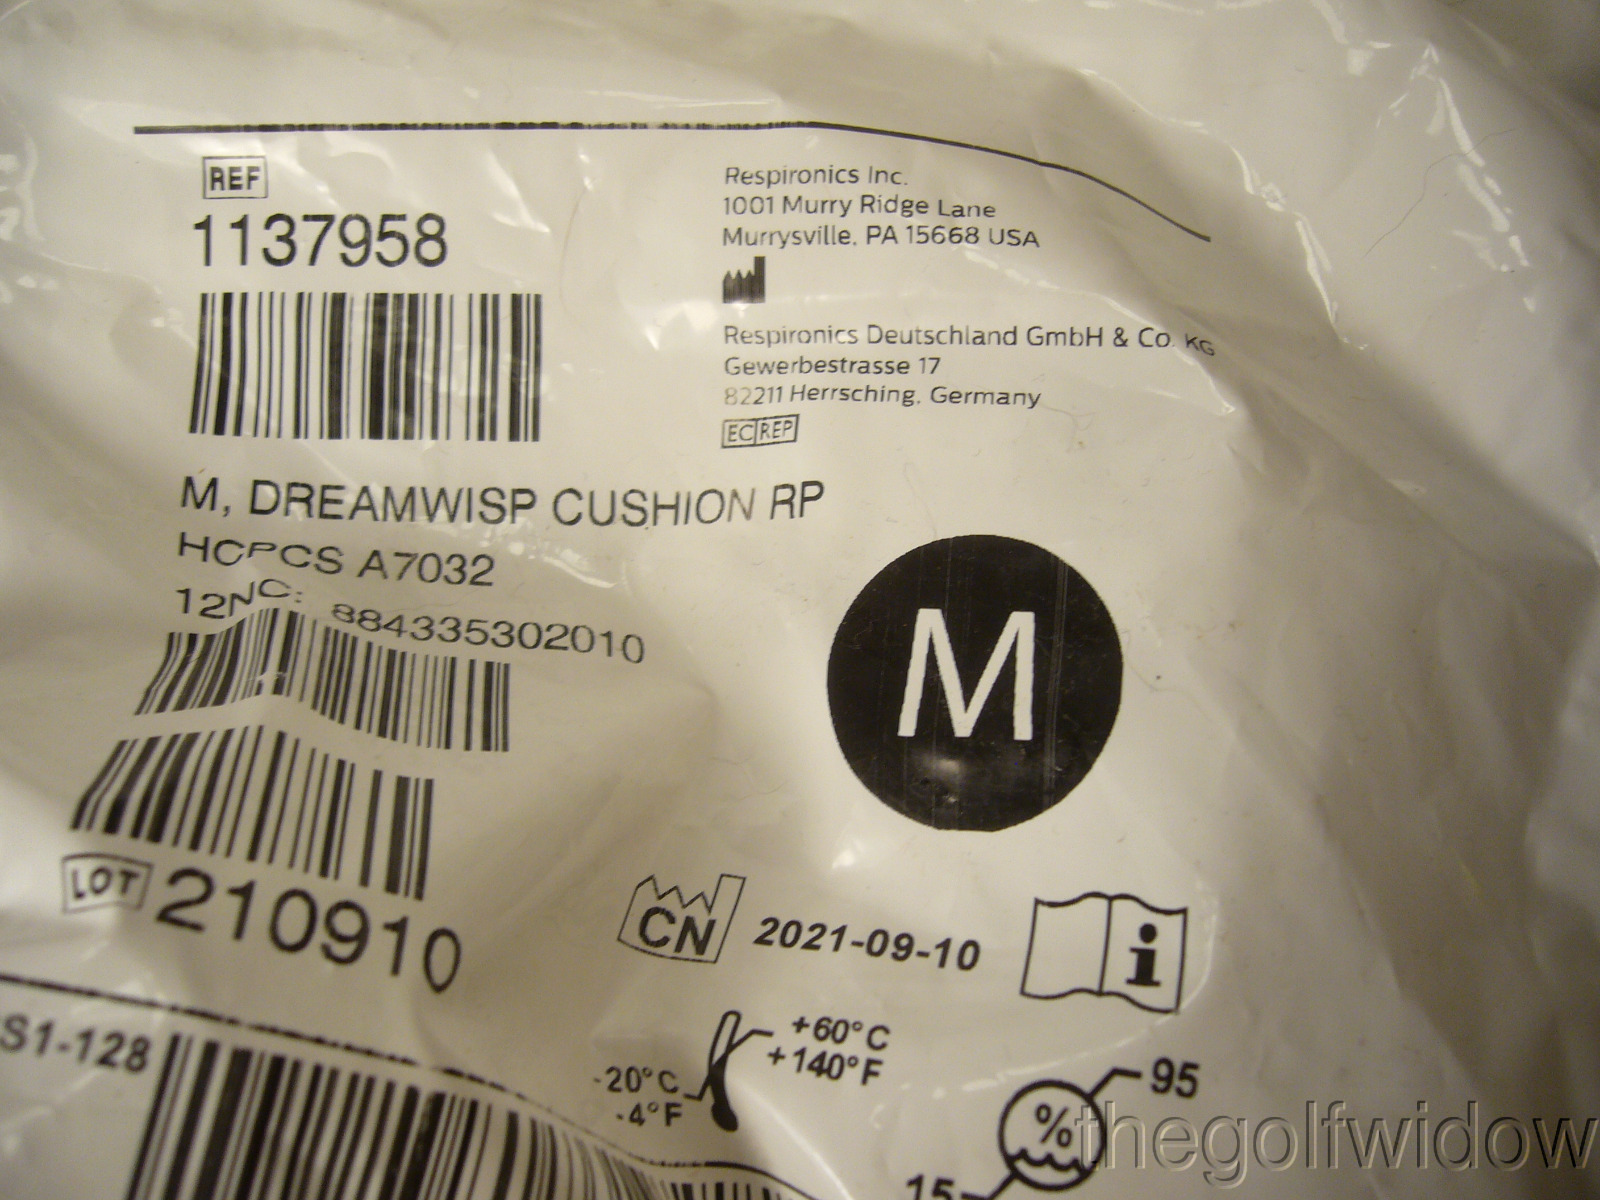 REF
1137958
Respironics Inc.
1001 Murry Ridge Lane
Murrysville, PA 15668 USA
Respironics Deutschland GmbH & Co. KG
Gewerbestrasse 17
82211 Herrsching, Germany
EC REP
M, DREAMWISP CUSHION RP
HCPCS A7032
12NC: 884335302010
M
LOT 210910
CN 2021-09-10
i
S1-128
+60°C
+140°F
-20°C
-4°F
95
%
15
thegolfwidow